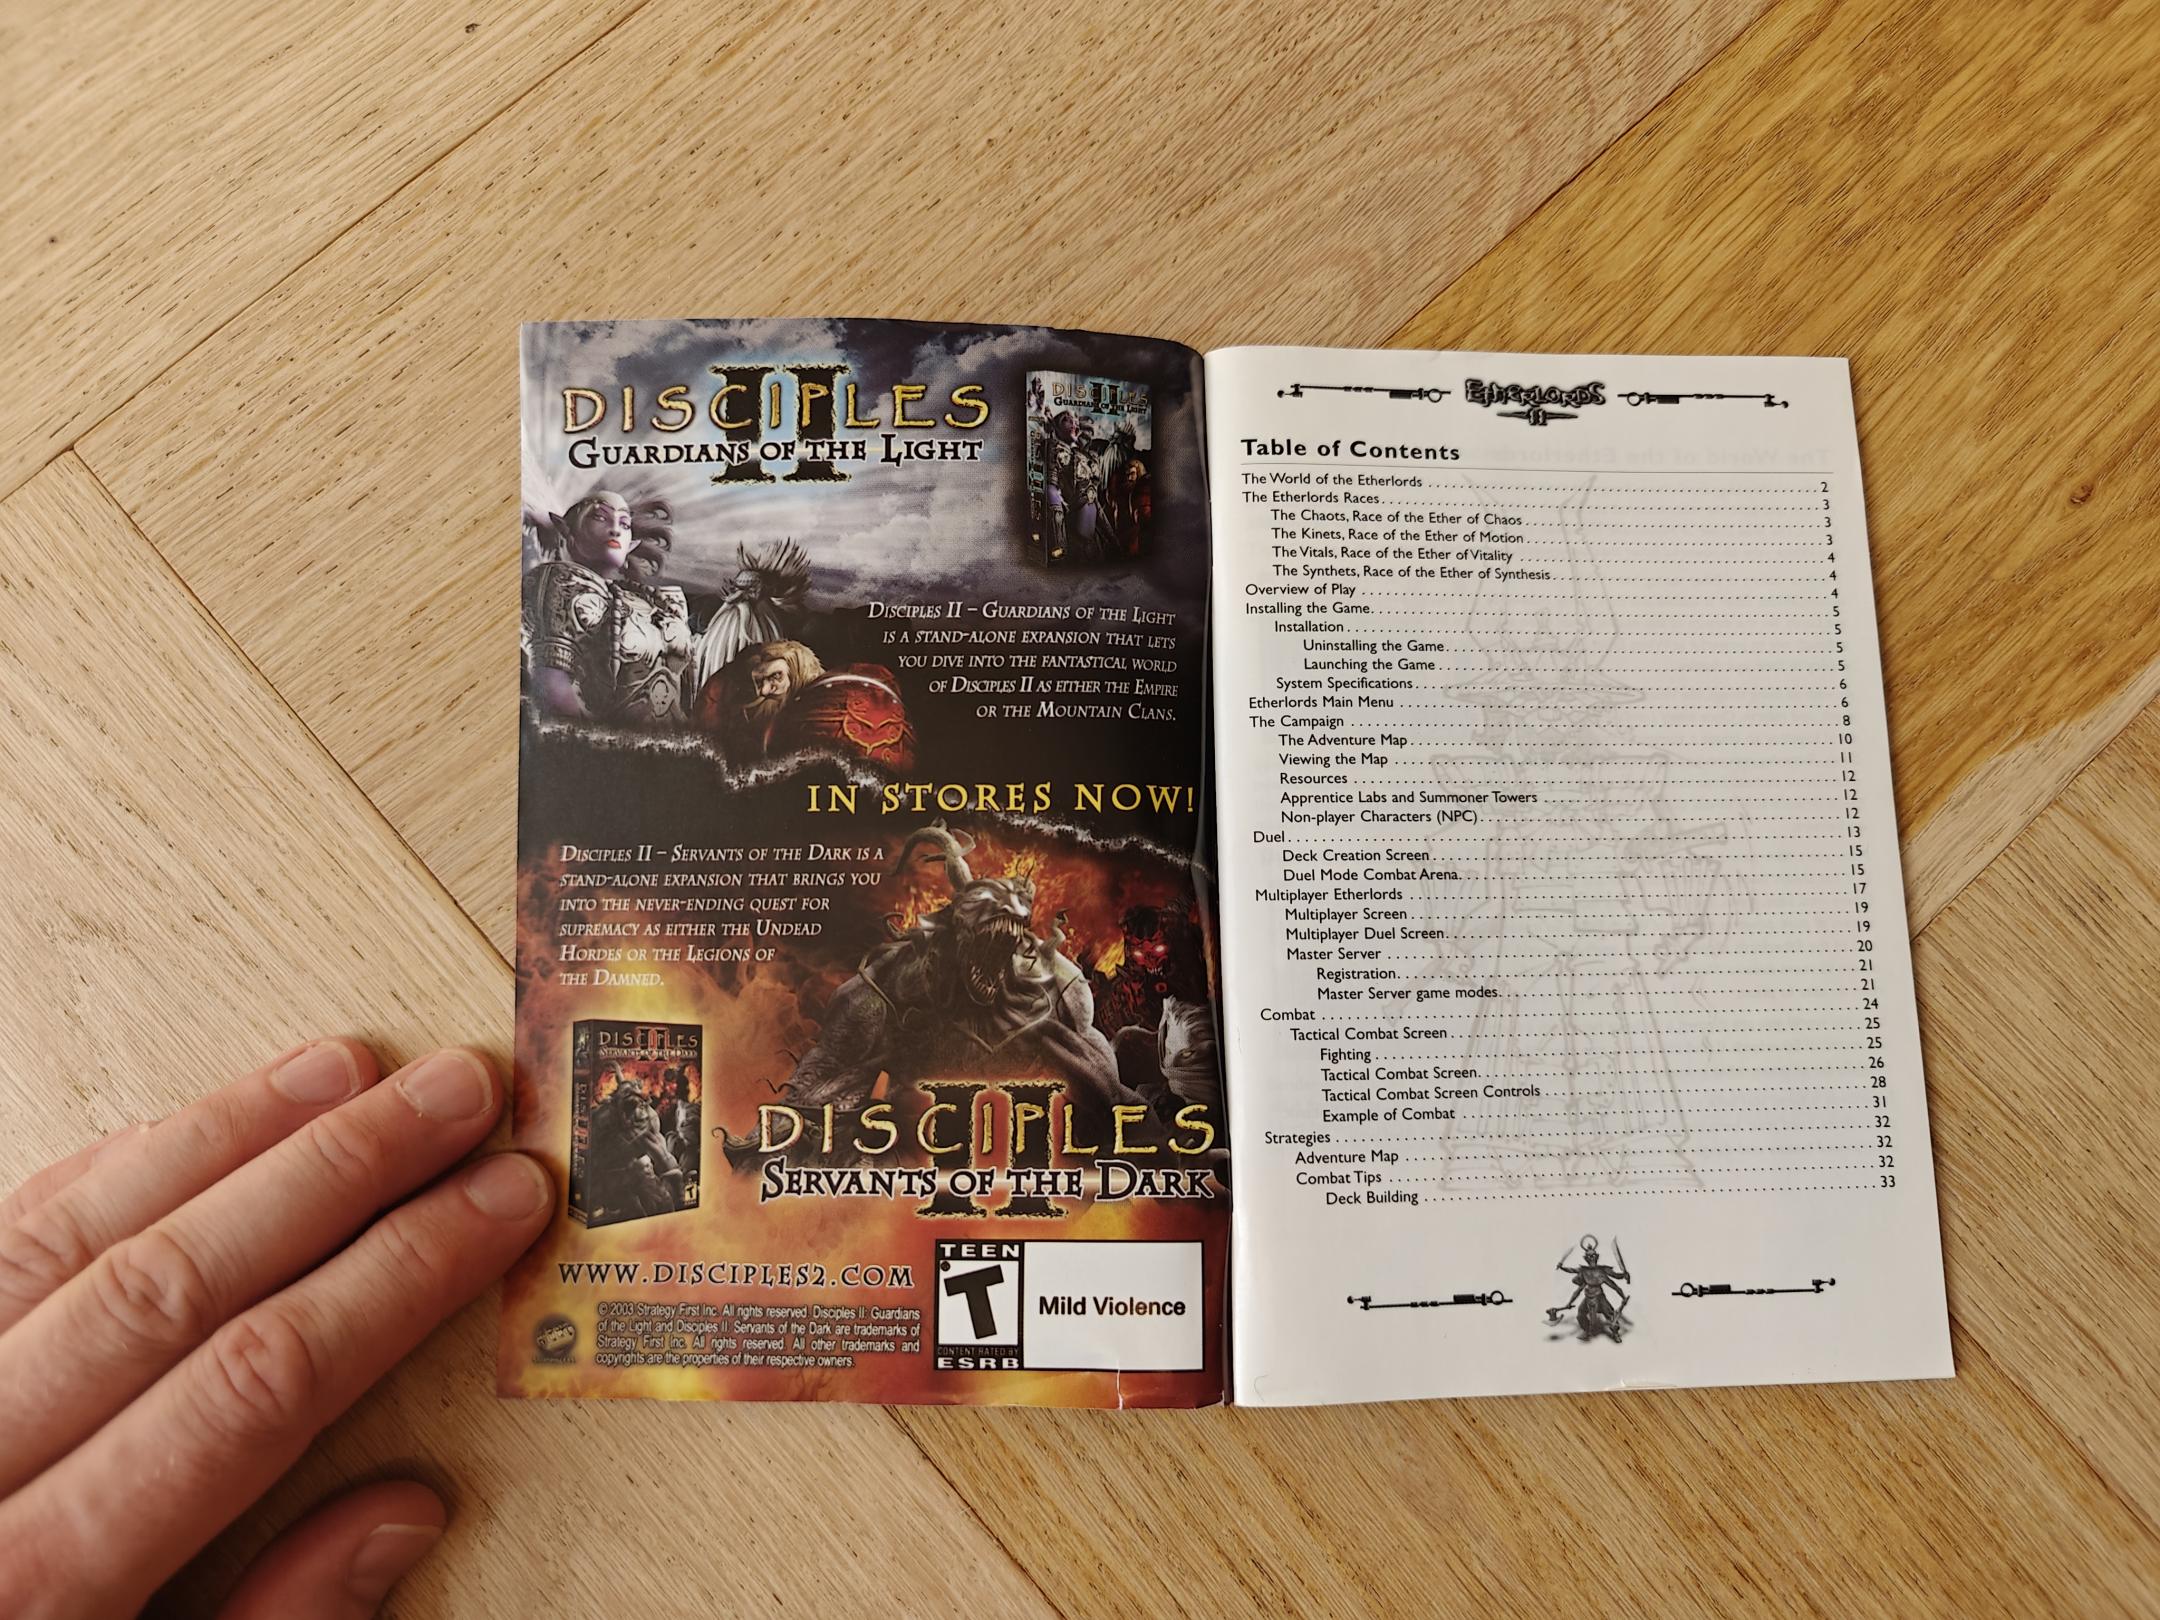 DISCIPLES
II
GUARDIANS OF THE LIGHT
DISCIPLES
II
GUARDIANS OF THE LIGHT
DISCIPLES II – GUARDIANS OF THE LIGHT
IS A STAND-ALONE EXPANSION THAT LETS
YOU DIVE INTO THE FANTASTICAL WORLD
OF DISCIPLES II AS EITHER THE EMPIRE
OR THE MOUNTAIN CLANS.
IN STORES NOW!
DISCIPLES II – SERVANTS OF THE DARK IS A
STAND-ALONE EXPANSION THAT BRINGS YOU
INTO THE NEVER-ENDING QUEST FOR
SUPREMACY AS EITHER THE UNDEAD
HORDES OR THE LEGIONS OF
THE DAMNED.
DISCIPLES
II
SERVANTS OF THE DARK
DISCIPLES
II
SERVANTS OF THE DARK
WWW.DISCIPLES2.COM
© 2003 Strategy First Inc. All rights reserved. Disciples II: Guardians
of the Light and Disciples II: Servants of the Dark are trademarks of
Strategy First Inc. All rights reserved. All other trademarks and
copyrights are the properties of their respective owners.
TEEN
T
CONTENT RATED BY
ESRB
Mild Violence
ETHERLORDS
II
Table of Contents
The World of the Etherlords . . . . . . . . . . 2
The Etherlords Races . . . . . . . . . . 3
The Chaots, Race of the Ether of Chaos . . . . . . . . . . 3
The Kinets, Race of the Ether of Motion . . . . . . . . . . 3
The Vitals, Race of the Ether of Vitality . . . . . . . . . . 4
The Synthets, Race of the Ether of Synthesis . . . . . . . . . . 4
Overview of Play . . . . . . . . . . 4
Installing the Game . . . . . . . . . . 5
Installation . . . . . . . . . . 5
Uninstalling the Game . . . . . . . . . . 5
Launching the Game . . . . . . . . . . 5
System Specifications . . . . . . . . . . 6
Etherlords Main Menu . . . . . . . . . . 6
The Campaign . . . . . . . . . . 8
The Adventure Map . . . . . . . . . . 10
Viewing the Map . . . . . . . . . . 11
Resources . . . . . . . . . . 12
Apprentice Labs and Summoner Towers . . . . . . . . . . 12
Non-player Characters (NPC) . . . . . . . . . . 12
Duel . . . . . . . . . . 13
Deck Creation Screen . . . . . . . . . . 15
Duel Mode Combat Arena . . . . . . . . . . 15
Multiplayer Etherlords . . . . . . . . . . 17
Multiplayer Screen . . . . . . . . . . 19
Multiplayer Duel Screen . . . . . . . . . . 19
Master Server . . . . . . . . . . 20
Registration . . . . . . . . . . 21
Master Server game modes . . . . . . . . . . 21
Combat . . . . . . . . . . 24
Tactical Combat Screen . . . . . . . . . . 25
Fighting . . . . . . . . . . 25
Tactical Combat Screen . . . . . . . . . . 26
Tactical Combat Screen Controls . . . . . . . . . . 28
Example of Combat . . . . . . . . . . 31
Strategies . . . . . . . . . . 32
Adventure Map . . . . . . . . . . 32
Combat Tips . . . . . . . . . . 32
Deck Building . . . . . . . . . . 33